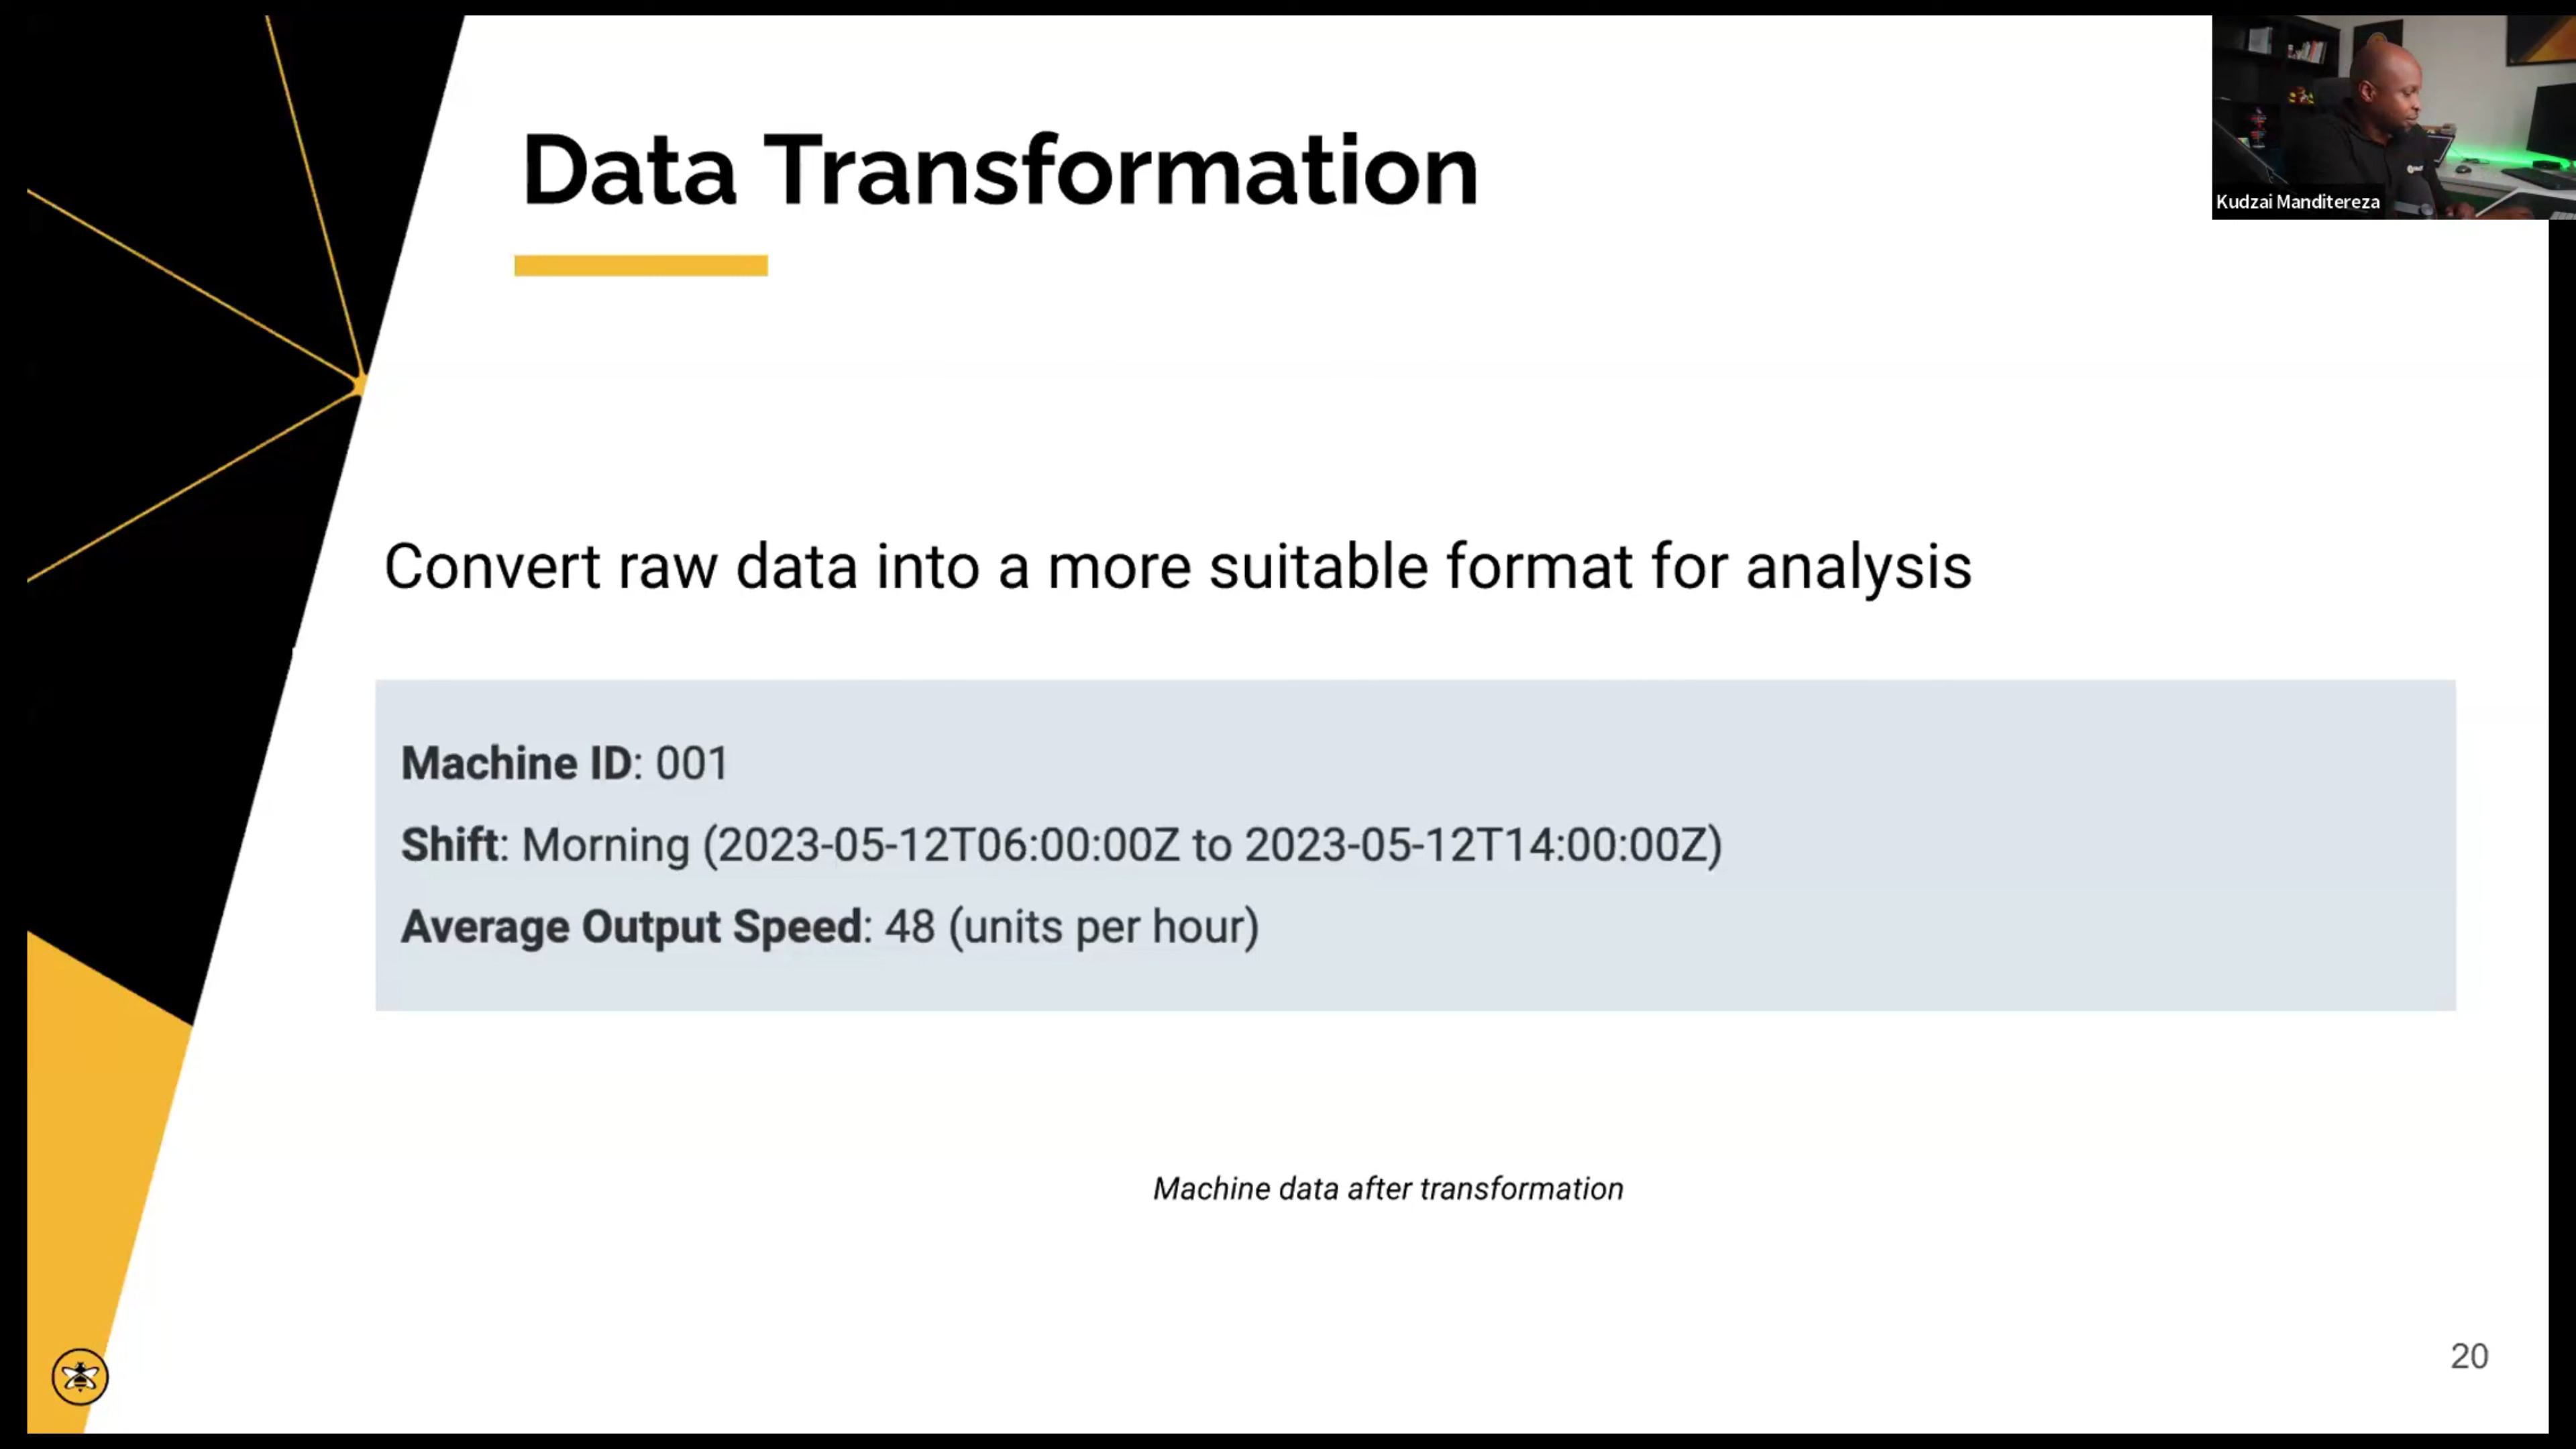 Data Transformation
Kudzai Manditereza
Convert raw data into a more suitable format for analysis
Machine ID: 001
Shift: Morning (2023-05-12T06:00:00Z to 2023-05-12T14:00:00Z)
Average Output Speed: 48 (units per hour)
Machine data after transformation
20